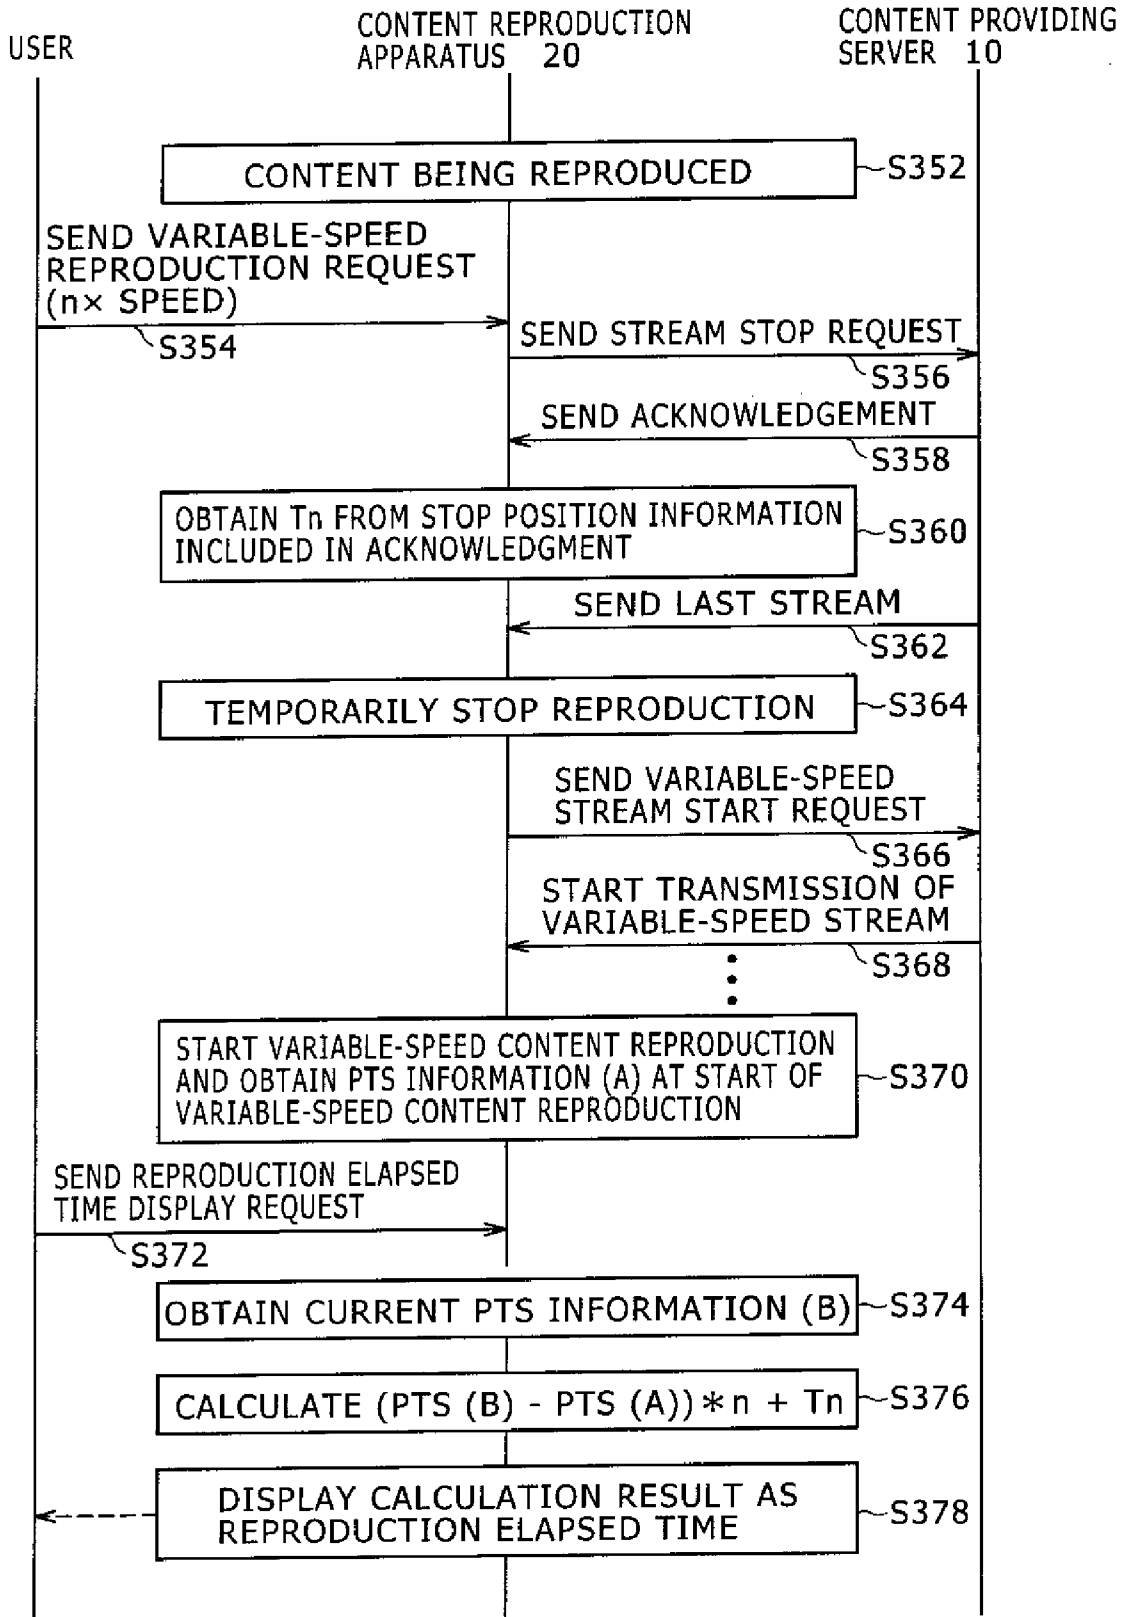 USER
CONTENT REPRODUCTION
APPARATUS 20
CONTENT PROVIDING
SERVER 10
CONTENT BEING REPRODUCED
S352
SEND VARIABLE-SPEED
REPRODUCTION REQUEST
(n× SPEED)
S354
SEND STREAM STOP REQUEST
S356
SEND ACKNOWLEDGEMENT
S358
OBTAIN Tn FROM STOP POSITION INFORMATION
INCLUDED IN ACKNOWLEDGMENT
S360
SEND LAST STREAM
S362
TEMPORARILY STOP REPRODUCTION
S364
SEND VARIABLE-SPEED
STREAM START REQUEST
S366
START TRANSMISSION OF
VARIABLE-SPEED STREAM
S368
START VARIABLE-SPEED CONTENT REPRODUCTION
AND OBTAIN PTS INFORMATION (A) AT START OF
VARIABLE-SPEED CONTENT REPRODUCTION
S370
SEND REPRODUCTION ELAPSED
TIME DISPLAY REQUEST
S372
OBTAIN CURRENT PTS INFORMATION (B)
S374
CALCULATE (PTS (B) - PTS (A)) * n + Tn
S376
DISPLAY CALCULATION RESULT AS
REPRODUCTION ELAPSED TIME
S378